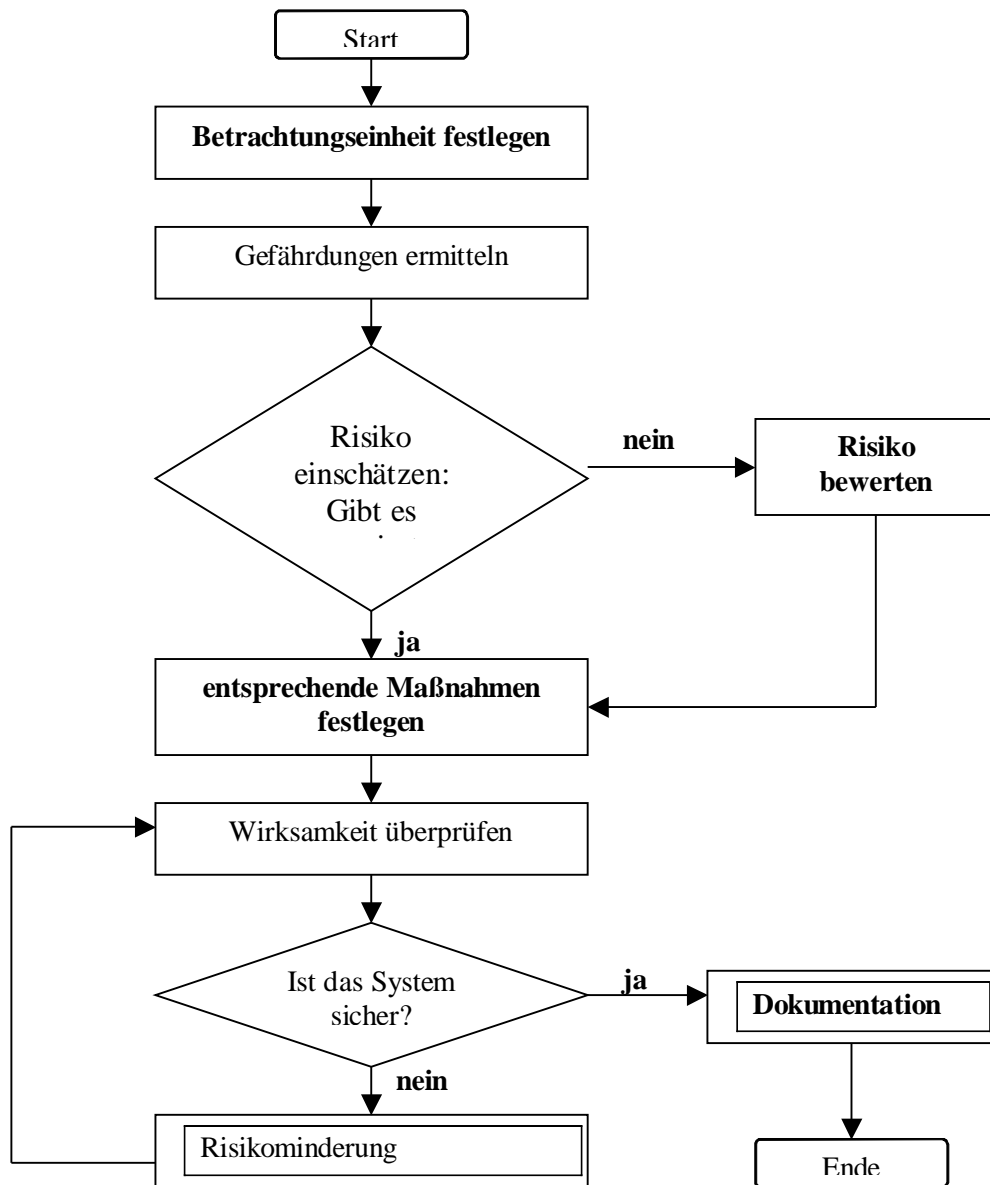 Start
Betrachtungseinheit festlegen
Gefährdungen ermitteln
Risiko
einschätzen:
Gibt es
nein
Risiko
bewerten
ja
entsprechende Maßnahmen
festlegen
Wirksamkeit überprüfen
Ist das System
sicher?
ja
Dokumentation
nein
Risikominderung
Ende